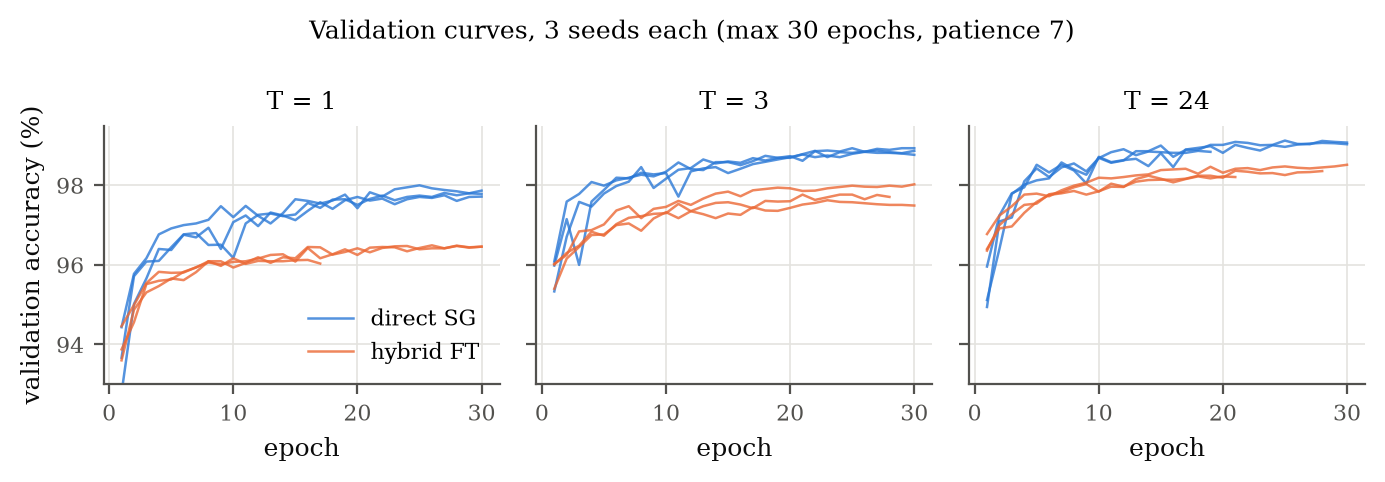 Validation curves, 3 seeds each (max 30 epochs, patience 7)
T = 1
T = 3
T = 24
validation accuracy (%)
98
96
94
direct SG
hybrid FT
0 10 20 30
0 10 20 30
0 10 20 30
epoch
epoch
epoch